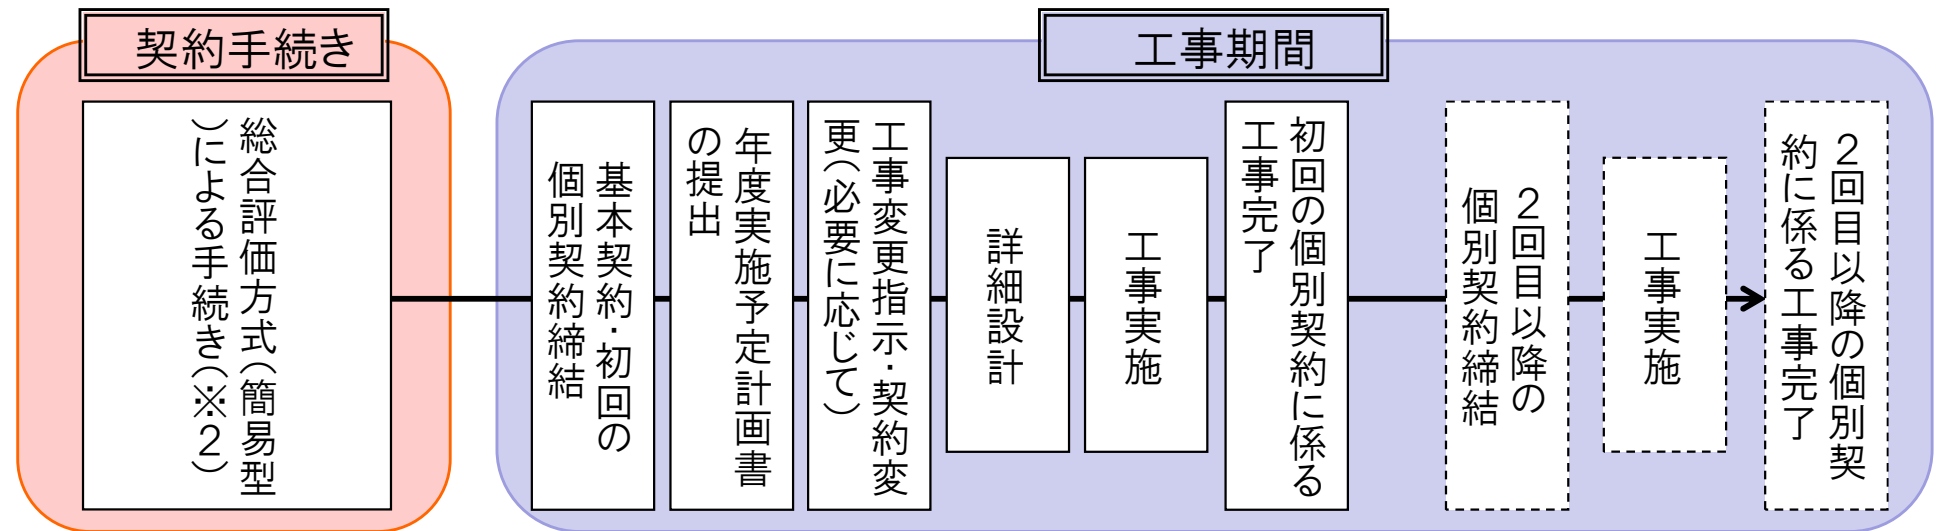 契約手続き
総合評価方式(簡易型
)による手続き(※2)
工事期間
基本契約・初回の
個別契約締結
年度実施予定計画書
の提出
工事変更指示・契約変
更(必要に応じて)
詳細設計
工事実施
初回の個別契約に係る
工事完了
2回目以降の
個別契約締結
工事実施
2回目以降の個別契
約に係る工事完了